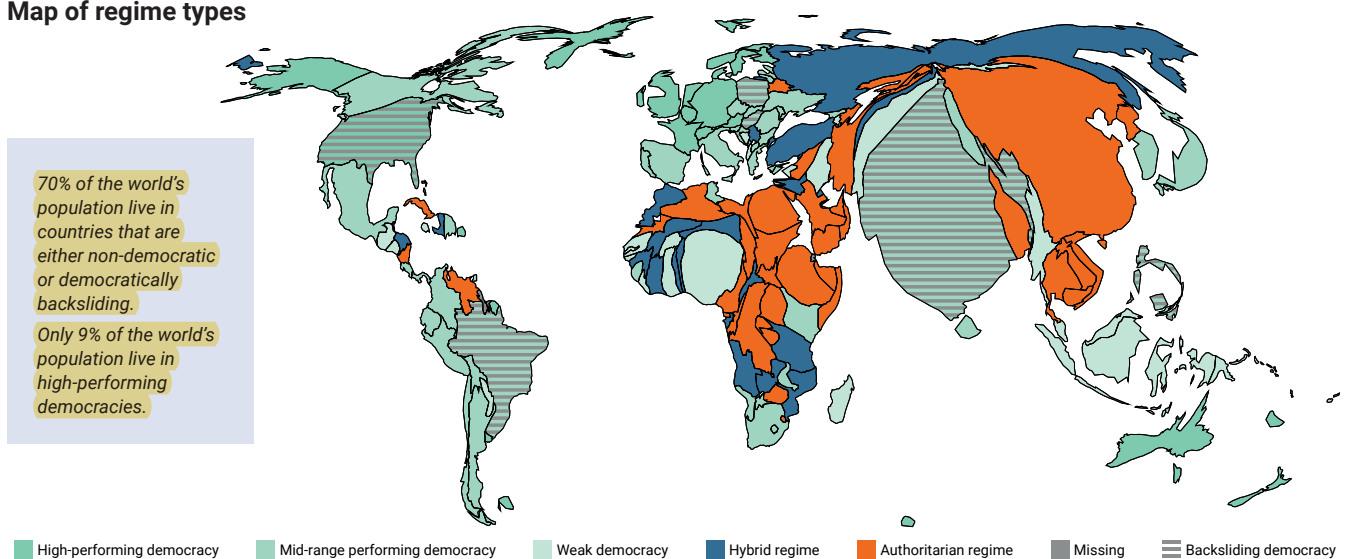 Map of regime types
70% of the world's
population live in
countries that are
either non-democratic
or democratically
backsliding.
Only 9% of the world's
population live in
high-performing
democracies.
High-performing democracy
Mid-range performing democracy
Weak democracy
Hybrid regime
Authoritarian regime
Missing
Backsliding democracy